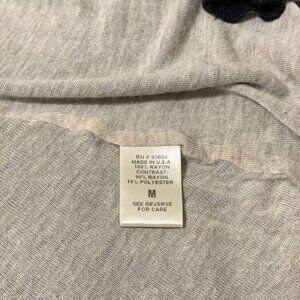 RN # 93601
MADE IN U.S.A
100% RAYON
CONTRAST
90% RAYON
10% POLYESTER
M
SEE REVERSE
FOR CARE